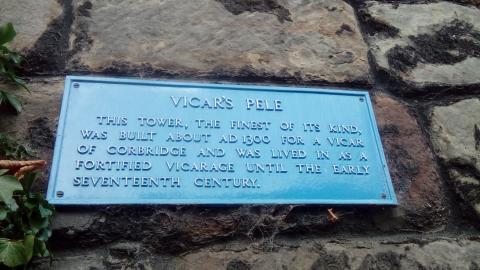 VICAR'S PELE
THIS TOWER, THE FINEST OF ITS KIND,
WAS BUILT ABOUT AD 1300 FOR A VICAR
OF CORBRIDGE AND WAS LIVED IN AS A
FORTIFIED VICARAGE UNTIL THE EARLY
SEVENTEENTH CENTURY.